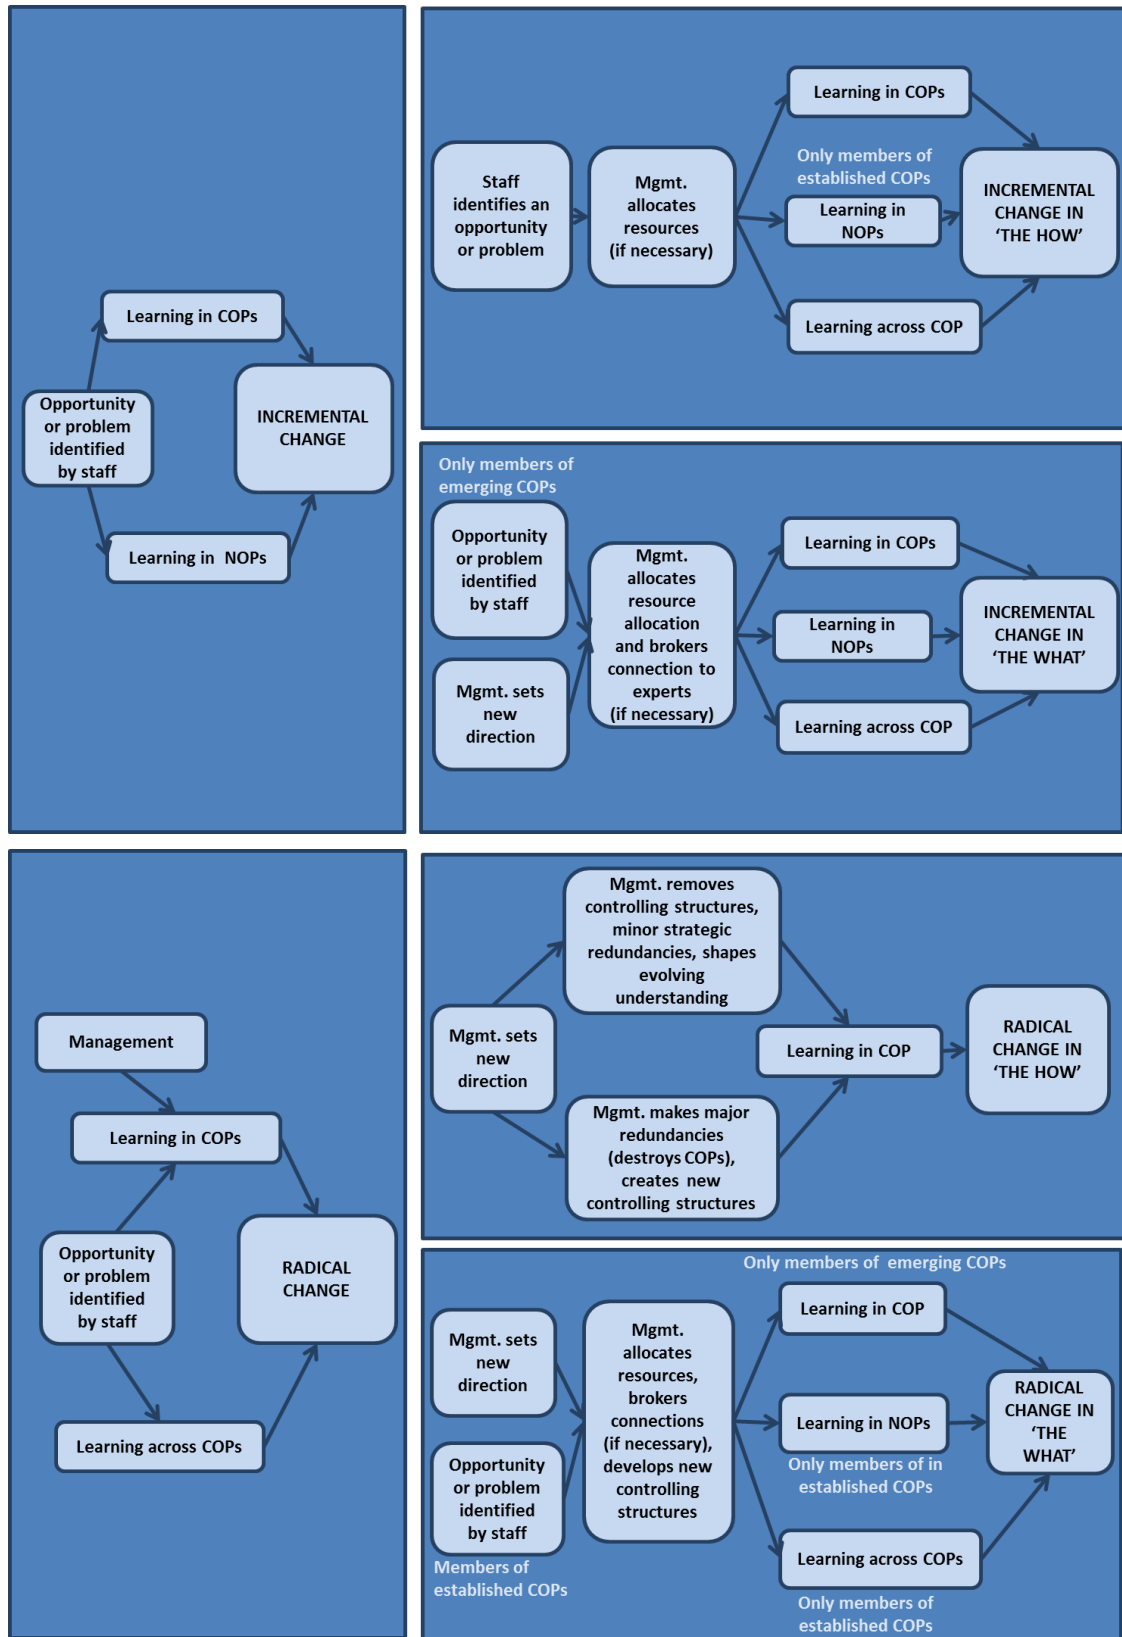 Learning in COPs
Opportunity
or problem
identified
by staff
INCREMENTAL
CHANGE
Learning in  NOPs
Staff
identifies an
opportunity
or problem
Mgmt.
allocates
resources
(if necessary)
Learning in COPs
Only members of
established COPs
Learning in
NOPs
Learning across COP
INCREMENTAL
CHANGE IN
‘THE HOW’
Only members of
emerging COPs
Opportunity
or problem
identified
by staff
Mgmt. sets
new
direction
Mgmt.
allocates
resource
allocation
and brokers
connection to
experts
(if necessary)
Learning in COPs
Learning in
NOPs
Learning across COP
INCREMENTAL
CHANGE IN
‘THE WHAT’
Management
Learning in COPs
Opportunity
or problem
identified
by staff
RADICAL
CHANGE
Learning across COPs
Mgmt. removes
controlling structures,
minor strategic
redundancies, shapes
evolving
understanding
Mgmt. sets
new
direction
Learning in COP
RADICAL
CHANGE IN
‘THE HOW’
Mgmt. makes major
redundancies
(destroys COPs),
creates new
controlling structures
Only members of  emerging COPs
Mgmt. sets
new
direction
Opportunity
or problem
identified
by staff
Members of
established COPs
Mgmt.
allocates
resources,
brokers
connections
(if necessary),
develops new
controlling
structures
Learning in COP
Learning in NOPs
Only members of in
established COPs
Learning across COPs
Only members of
established COPs
RADICAL
CHANGE IN
‘THE
WHAT’